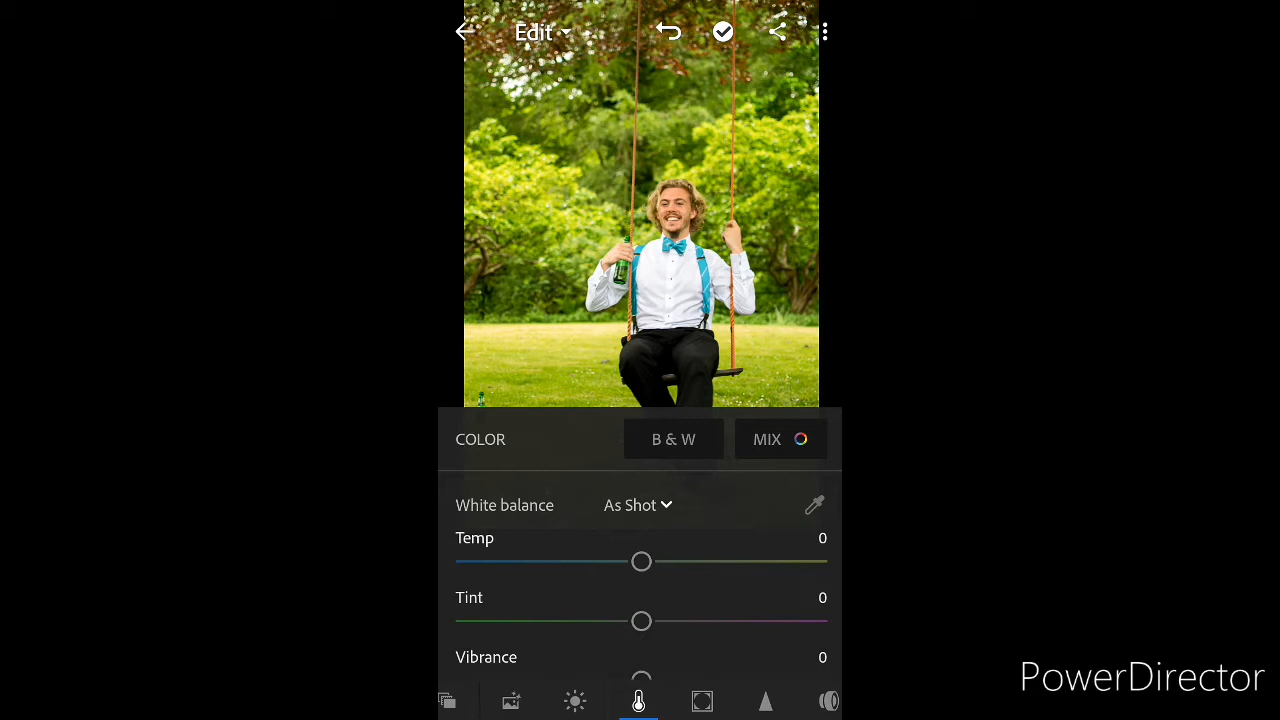 Edit
COLOR B & W MIX
White balance As Shot
Temp 0
Tint 0
Vibrance 0
PowerDirector